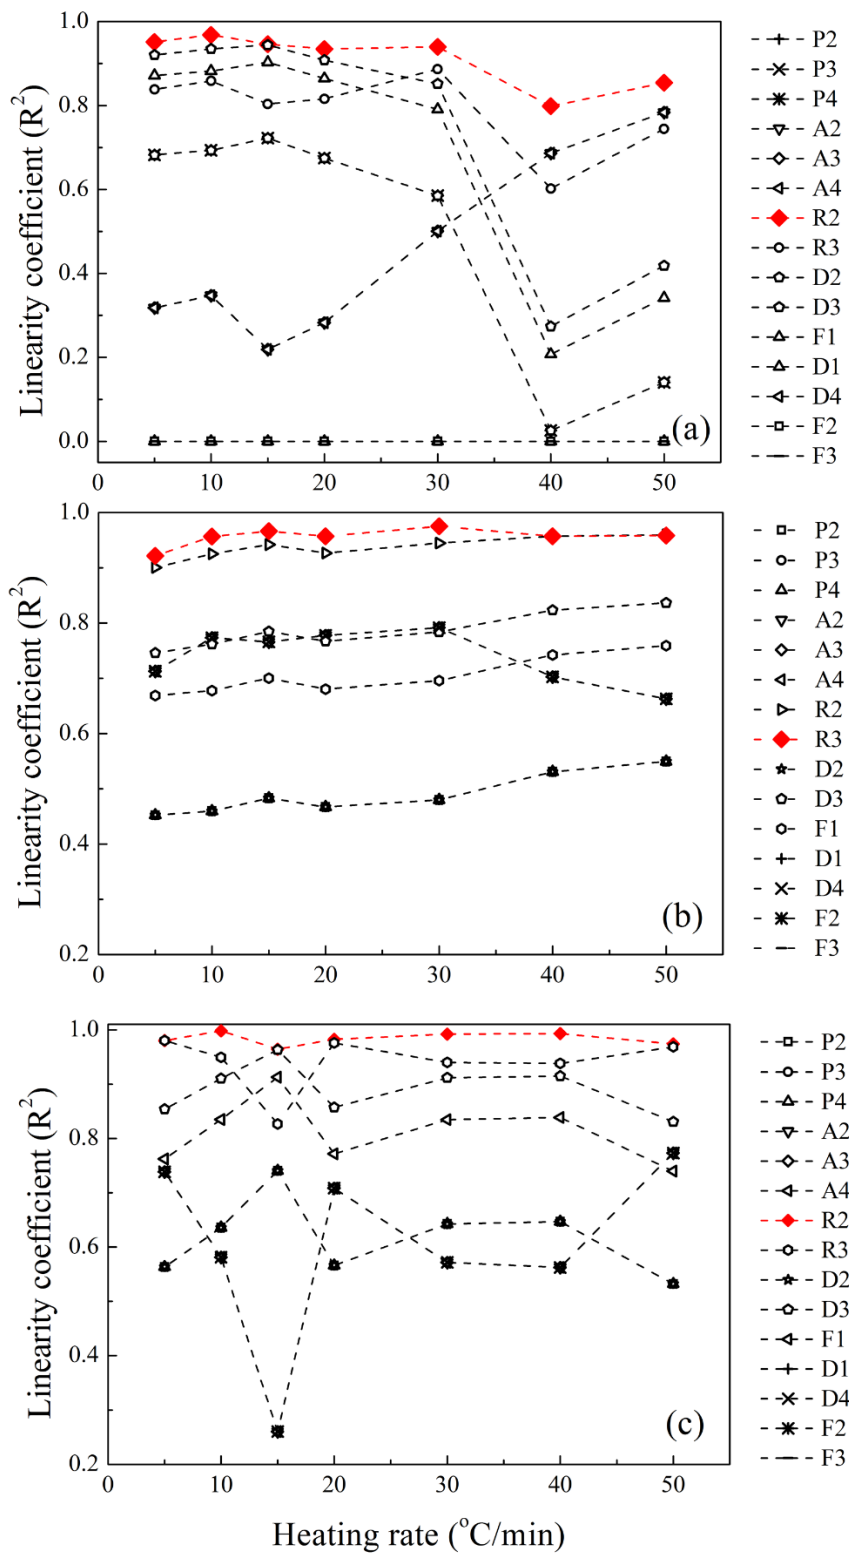 1.0
0.8
0.6
0.4
0.2
0.0
Linearity coefficient (R²)
0 10 20 30 40 50
(a)
P2
P3
P4
A2
A3
A4
R2
R3
D2
D3
F1
D1
D4
F2
F3
1.0
0.8
0.6
0.4
0.2
Linearity coefficient (R²)
0 10 20 30 40 50
(b)
P2
P3
P4
A2
A3
A4
R2
R3
D2
D3
F1
D1
D4
F2
F3
1.0
0.8
0.6
0.4
0.2
Linearity coefficient (R²)
0 10 20 30 40 50
(c)
P2
P3
P4
A2
A3
A4
R2
R3
D2
D3
F1
D1
D4
F2
F3
Heating rate (°C/min)